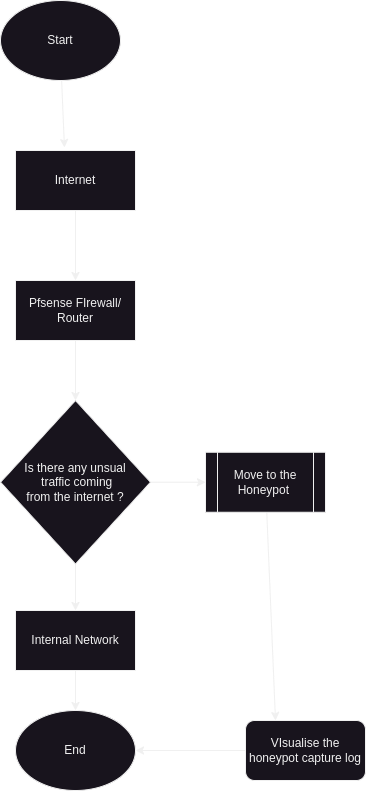 Start
Internet
Pfsense FIrewall/
Router
Is there any unsual
traffic coming
from the internet ?
Move to the
Honeypot
Internal Network
End
VIsualise the
honeypot capture log